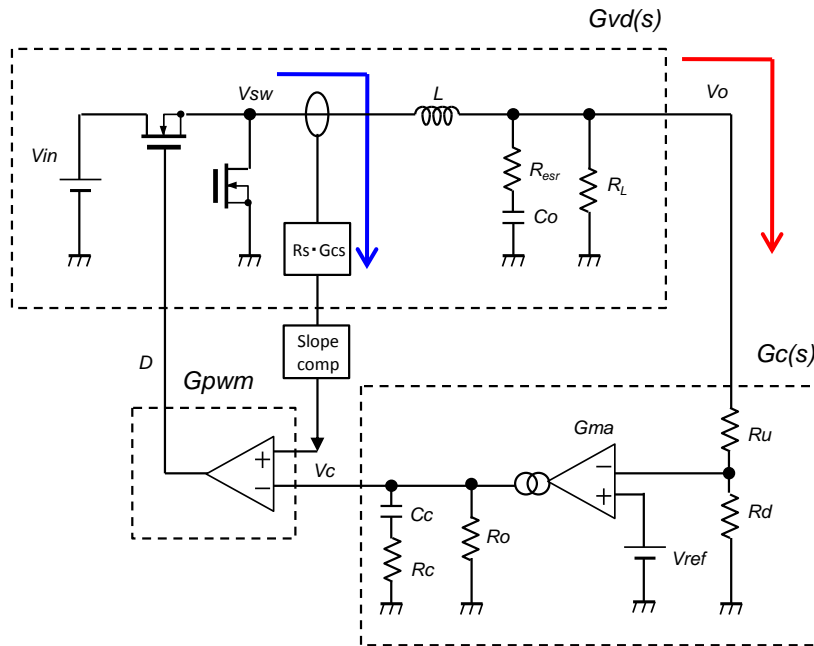 Gvd(s)
Vsw
L
Vo
Vin
Resr
RL
Co
Rs・Gcs
Slope
comp
D
Gpwm
Gc(s)
Gma
Ru
+
−
Vc
−
+
Cc
Rc
Ro
Vref
Rd